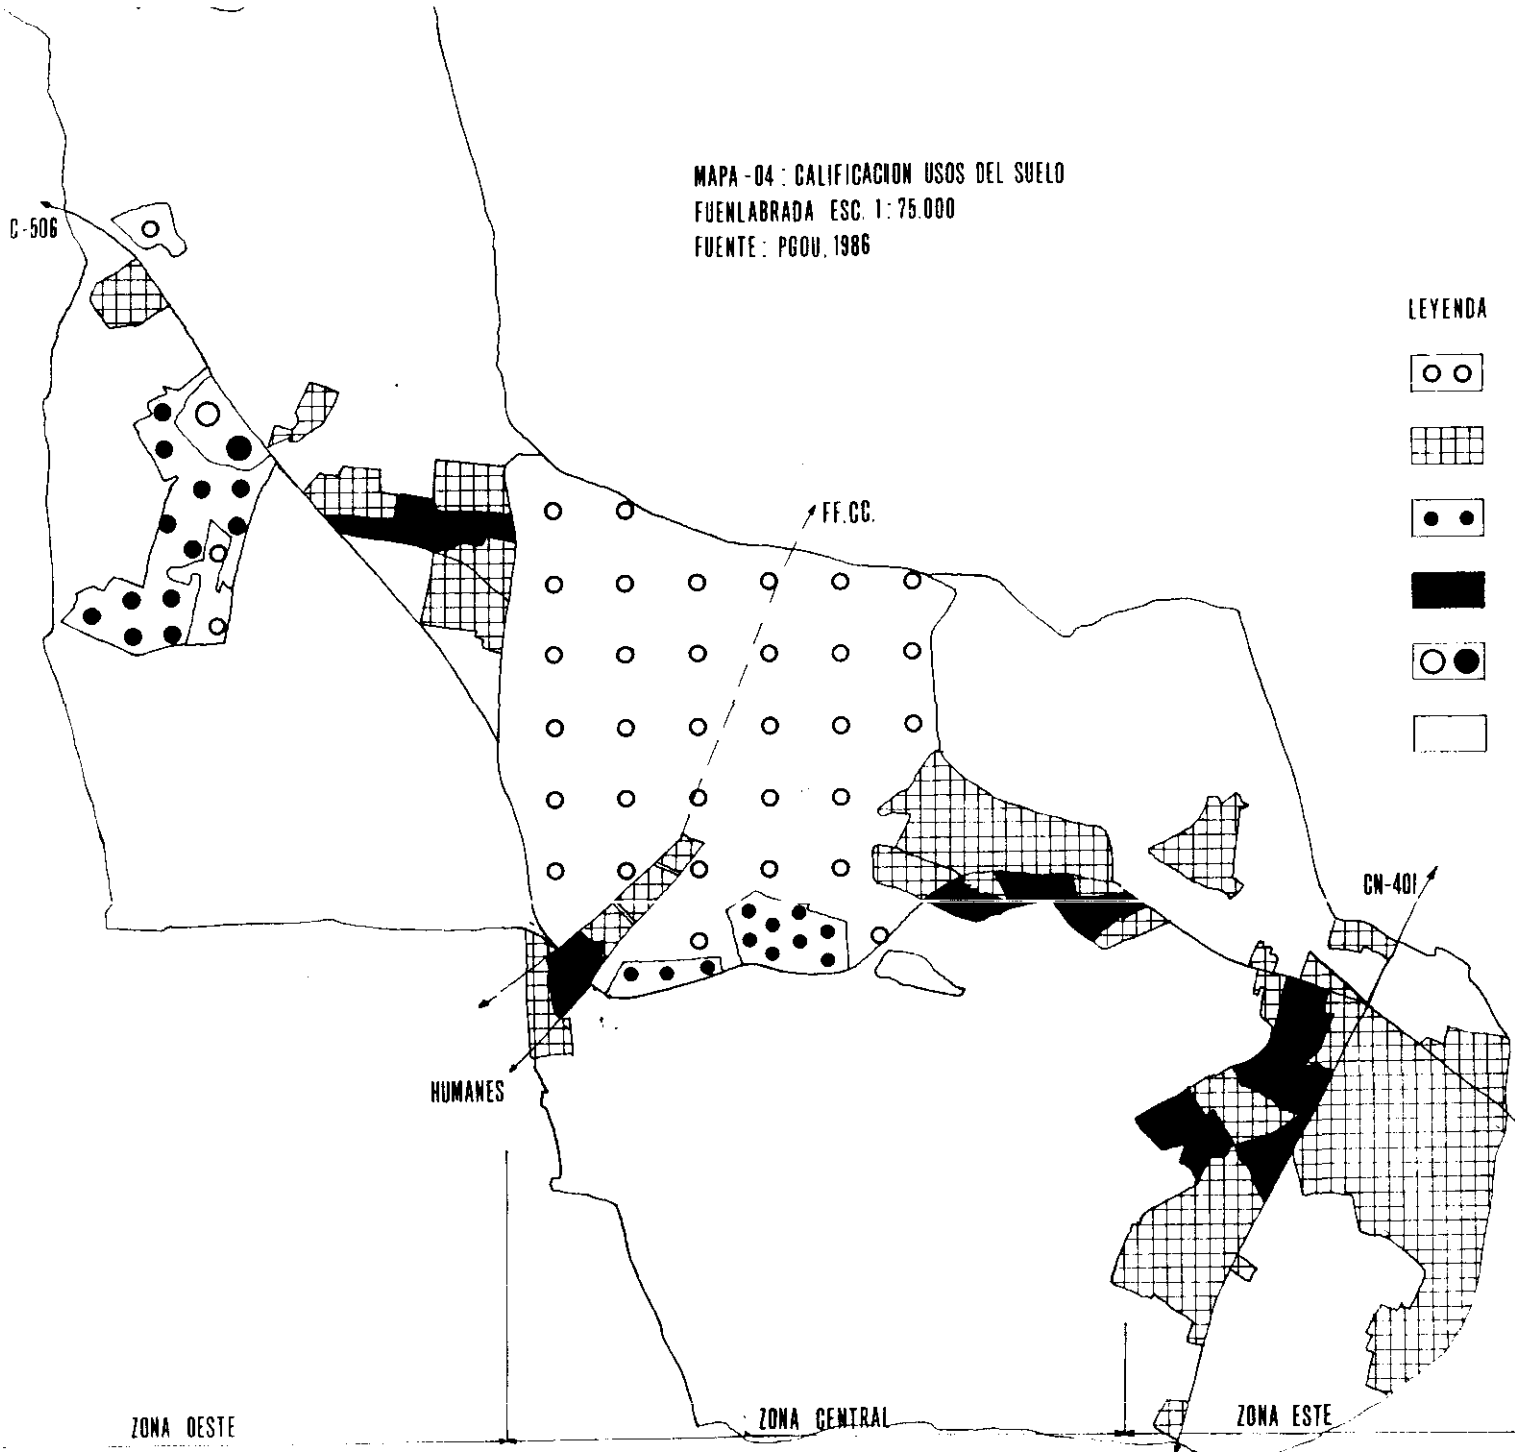 MAPA-04 : CALIFICACION USOS DEL SUELO
FUENLABRADA ESC. 1:75.000
FUENTE : PGOU, 1986
C-506
LEYENDA
FF.CC.
CN-401
HUMANES
ZONA OESTE
ZONA CENTRAL
ZONA ESTE